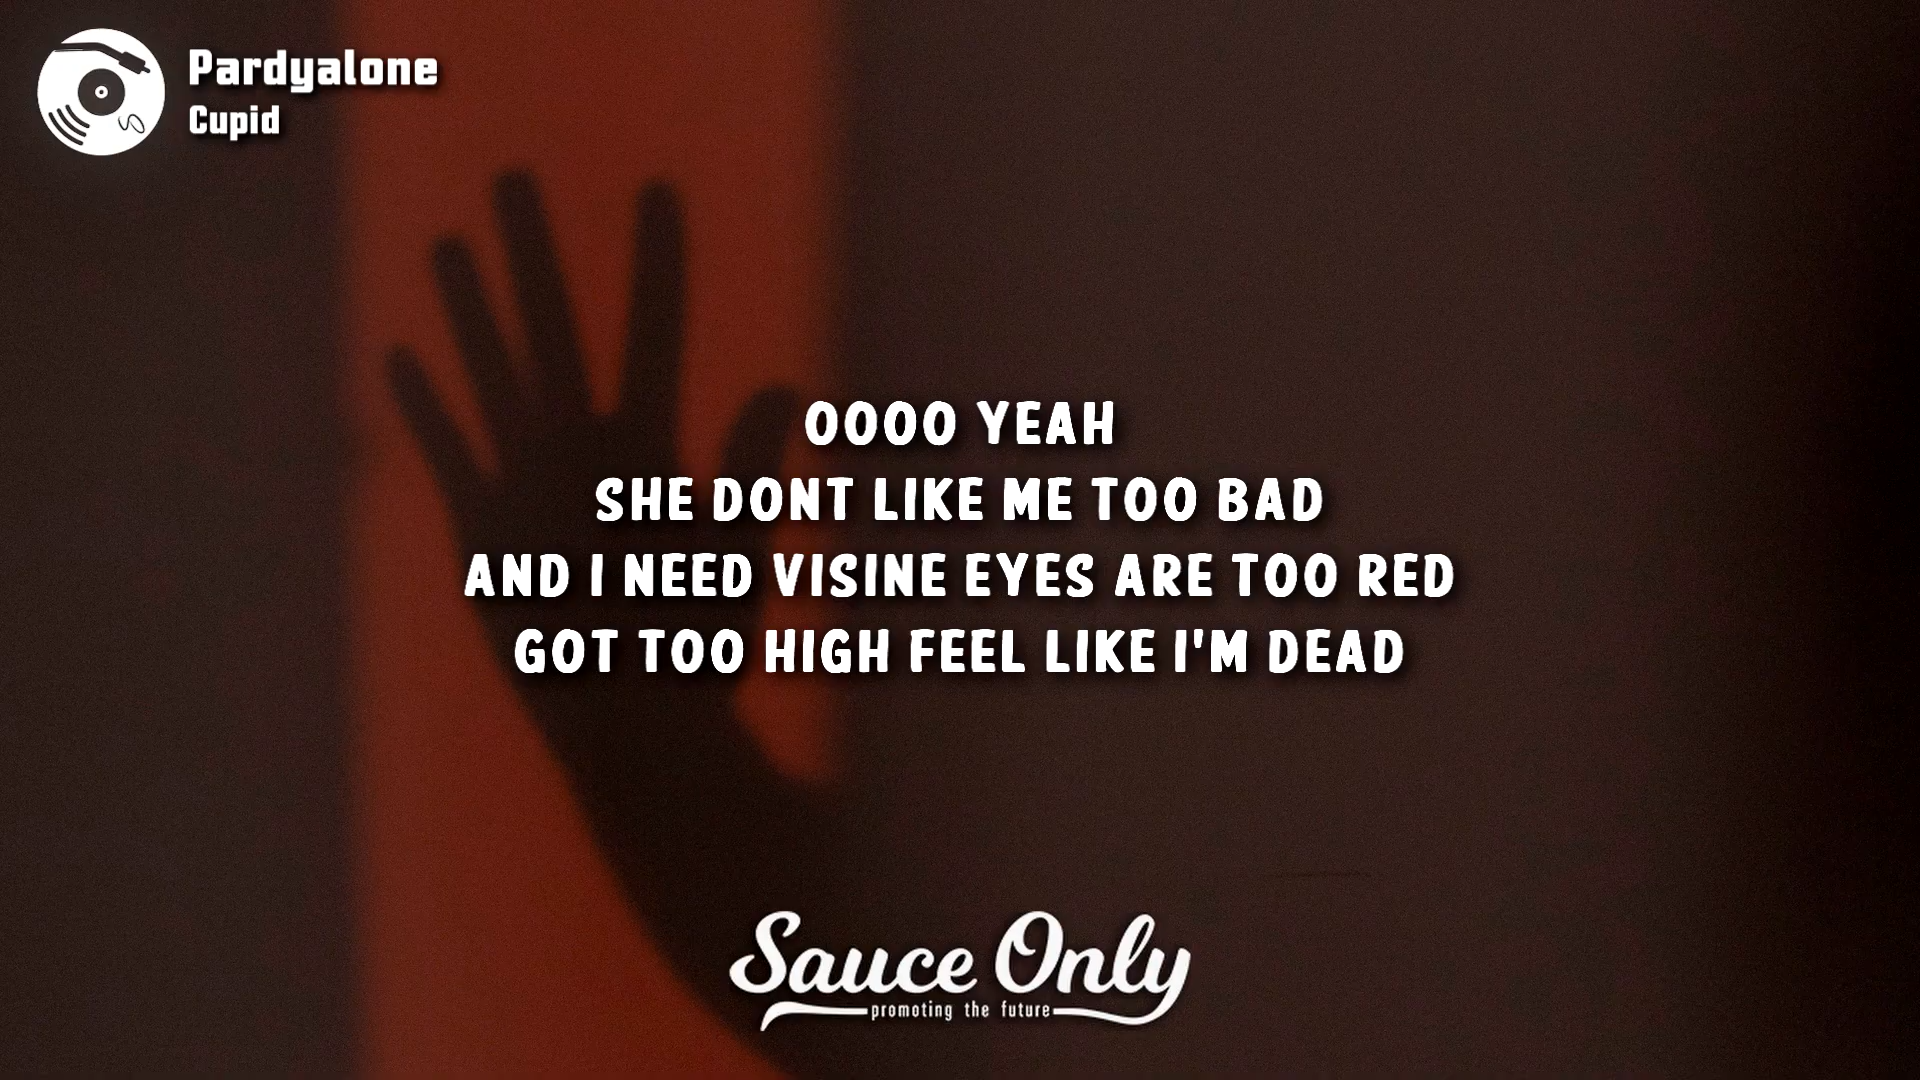 Pardyalone
Cupid
OOOO YEAH
SHE DONT LIKE ME TOO BAD
AND I NEED VISINE EYES ARE TOO RED
GOT TOO HIGH FEEL LIKE I'M DEAD
Sauce Only
promoting the future